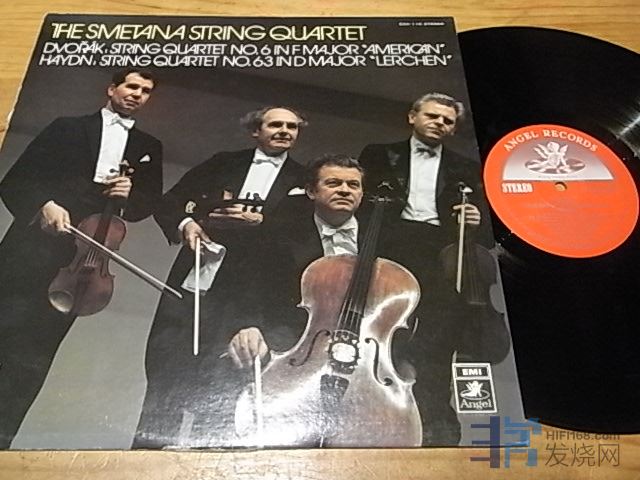 THE SMETANA STRING QUARTET
DVOŘÁK: STRING QUARTET NO.6 IN F MAJOR "AMERICAN"
HAYDN: STRING QUARTET NO.63 IN D MAJOR "LERCHEN"
STEREO
ANGEL RECORDS
STEREO
EMI
Angel
HIFI168.com
发烧网